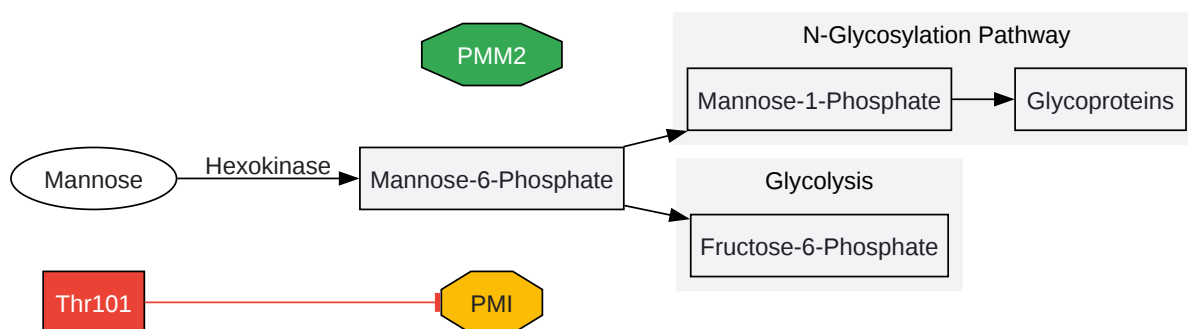 PMM2
N-Glycosylation Pathway
Mannose-1-Phosphate
Glycoproteins
Mannose
Hexokinase
Mannose-6-Phosphate
Glycolysis
Fructose-6-Phosphate
Thr101
PMI